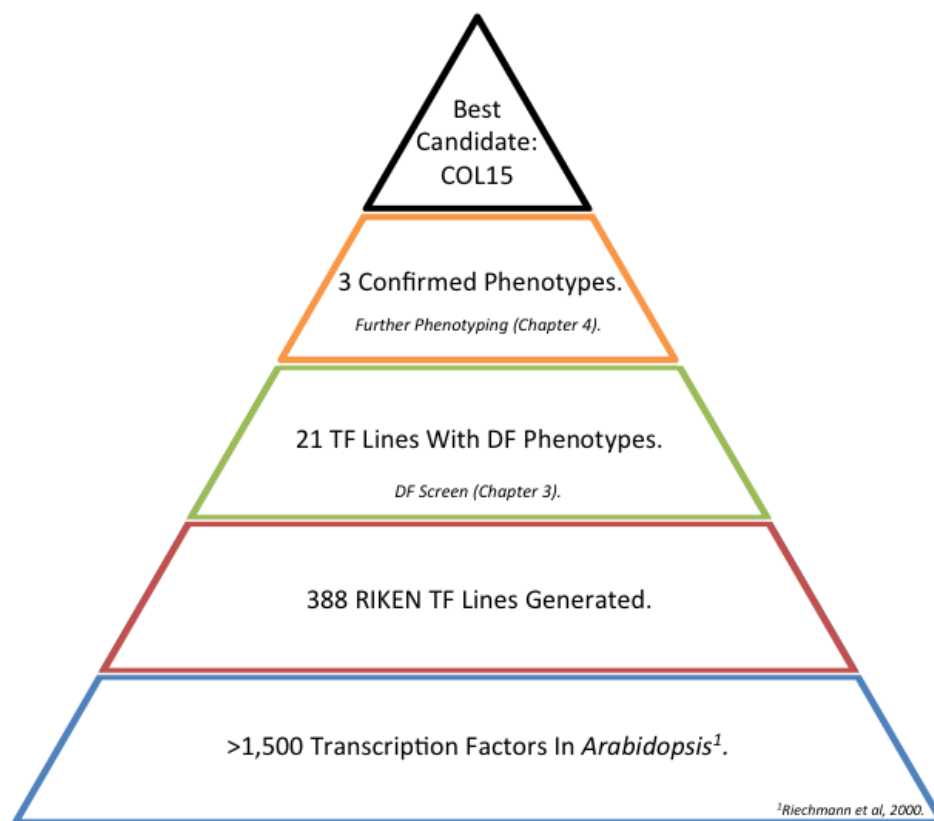 Best
Candidate:
COL15
3 Confirmed Phenotypes.
Further Phenotyping (Chapter 4).
21 TF Lines With DF Phenotypes.
DF Screen (Chapter 3).
388 RIKEN TF Lines Generated.
>1,500 Transcription Factors In Arabidopsis¹.
¹Riechmann et al, 2000.